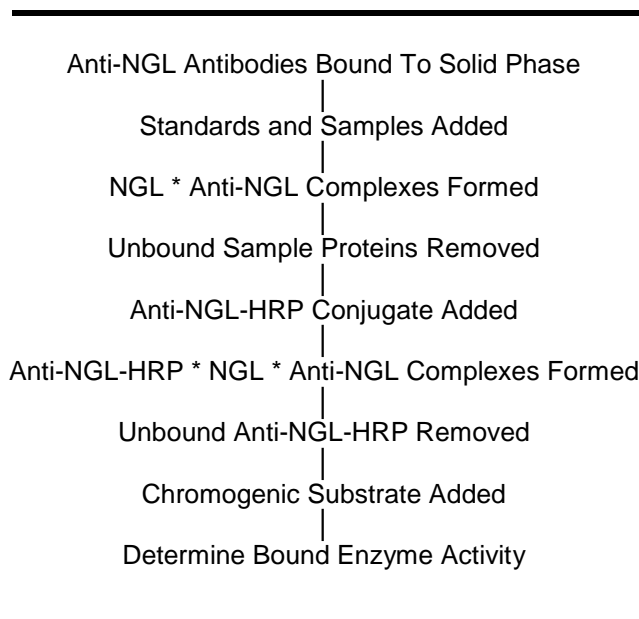 Anti-NGL Antibodies Bound To Solid Phase
Standards and Samples Added
NGL * Anti-NGL Complexes Formed
Unbound Sample Proteins Removed
Anti-NGL-HRP Conjugate Added
Anti-NGL-HRP * NGL * Anti-NGL Complexes Formed
Unbound Anti-NGL-HRP Removed
Chromogenic Substrate Added
Determine Bound Enzyme Activity